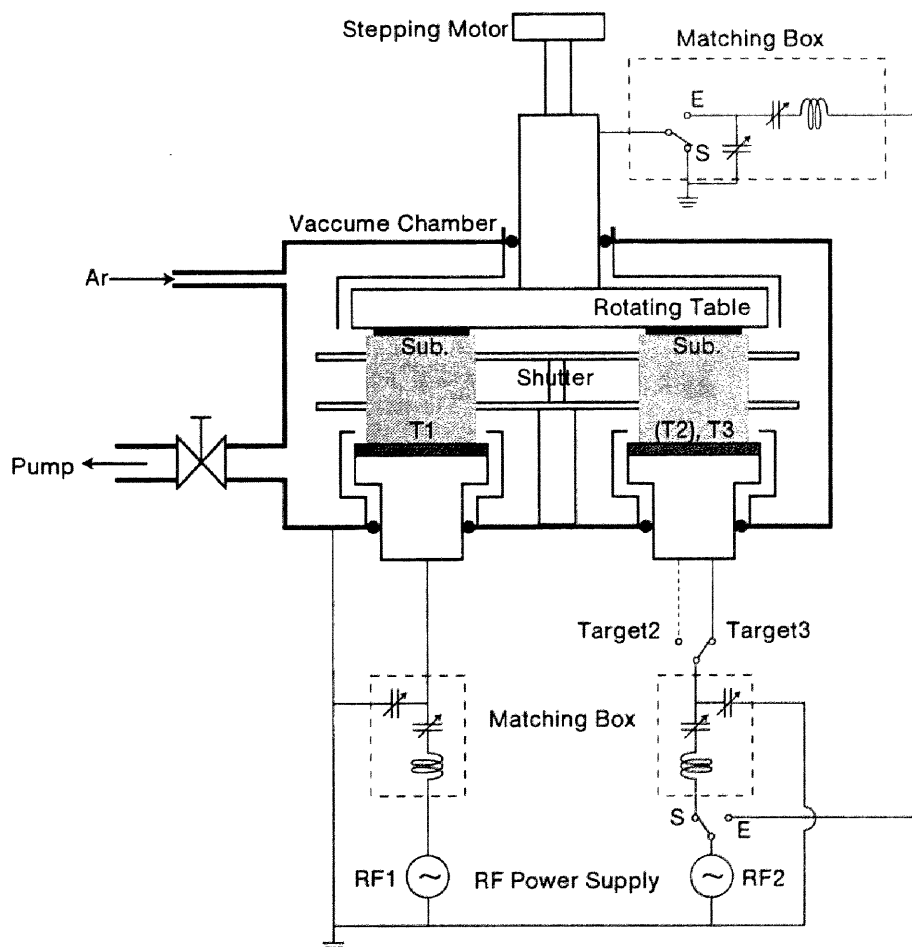 Stepping Motor
Matching Box
E
S
Vaccume Chamber
Ar
Rotating Table
Sub.
Sub.
Shutter
T1
(T2), T3
Pump
Target2
Target3
Matching Box
S
E
RF1
RF Power Supply
RF2